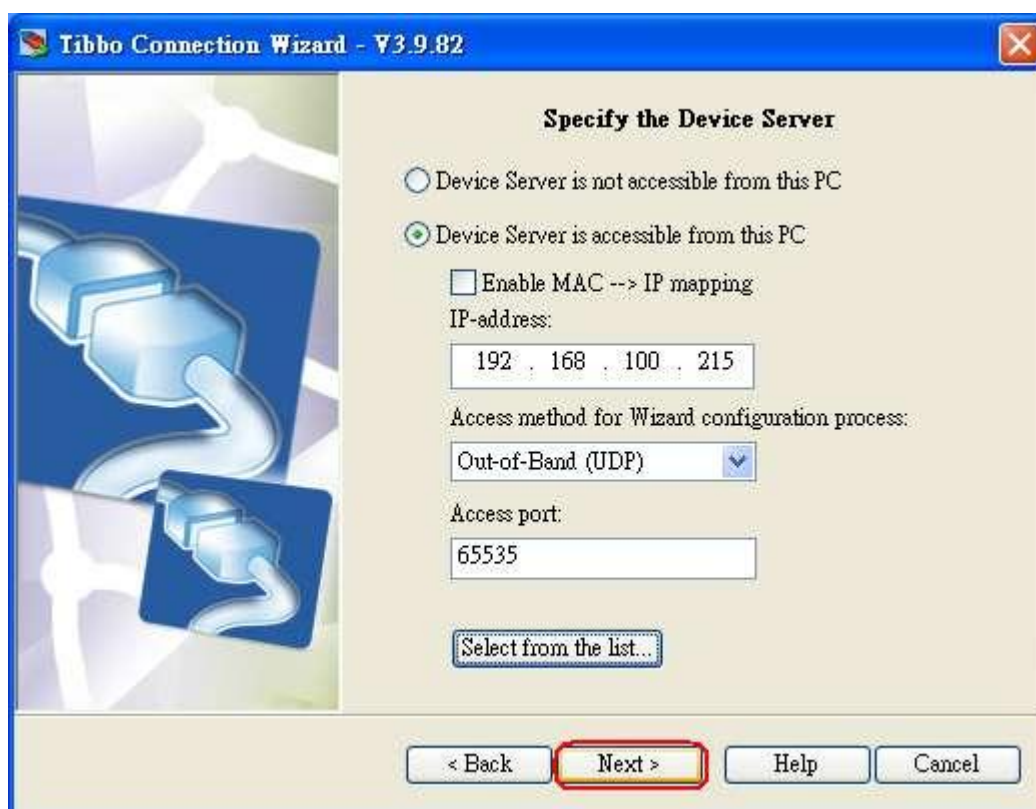 Tibbo Connection Wizard - V3.9.82
Specify the Device Server
Device Server is not accessible from this PC
Device Server is accessible from this PC
Enable MAC --> IP mapping
IP-address:
192 . 168 . 100 . 215
Access method for Wizard configuration process:
Out-of-Band (UDP)
Access port:
65535
Select from the list...
< Back Next > Help Cancel